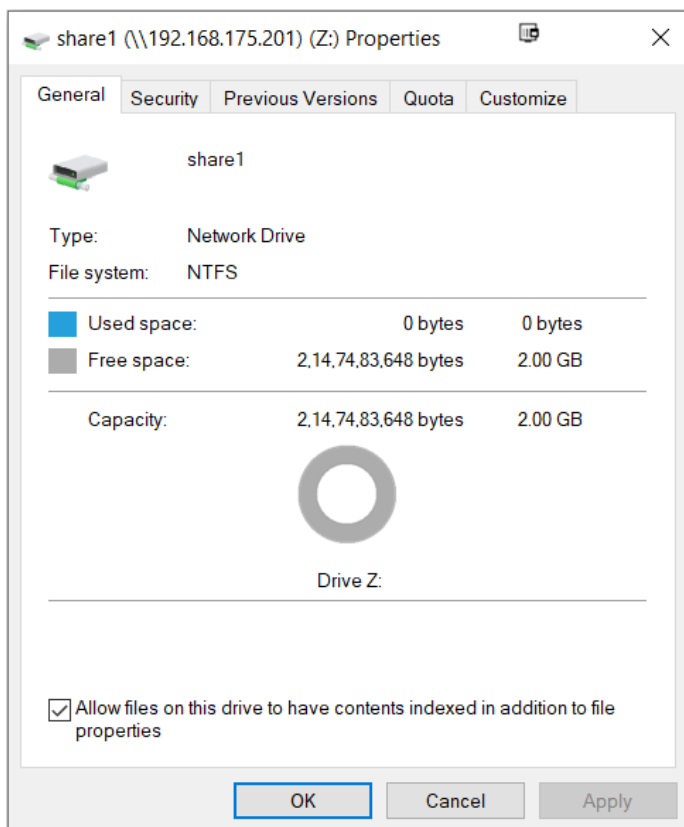 share1 (\\192.168.175.201) (Z:) Properties
General Security Previous Versions Quota Customize
share1
Type: Network Drive
File system: NTFS
Used space: 0 bytes 0 bytes
Free space: 2,14,74,83,648 bytes 2.00 GB
Capacity: 2,14,74,83,648 bytes 2.00 GB
Drive Z:
Allow files on this drive to have contents indexed in addition to file
properties
OK Cancel Apply